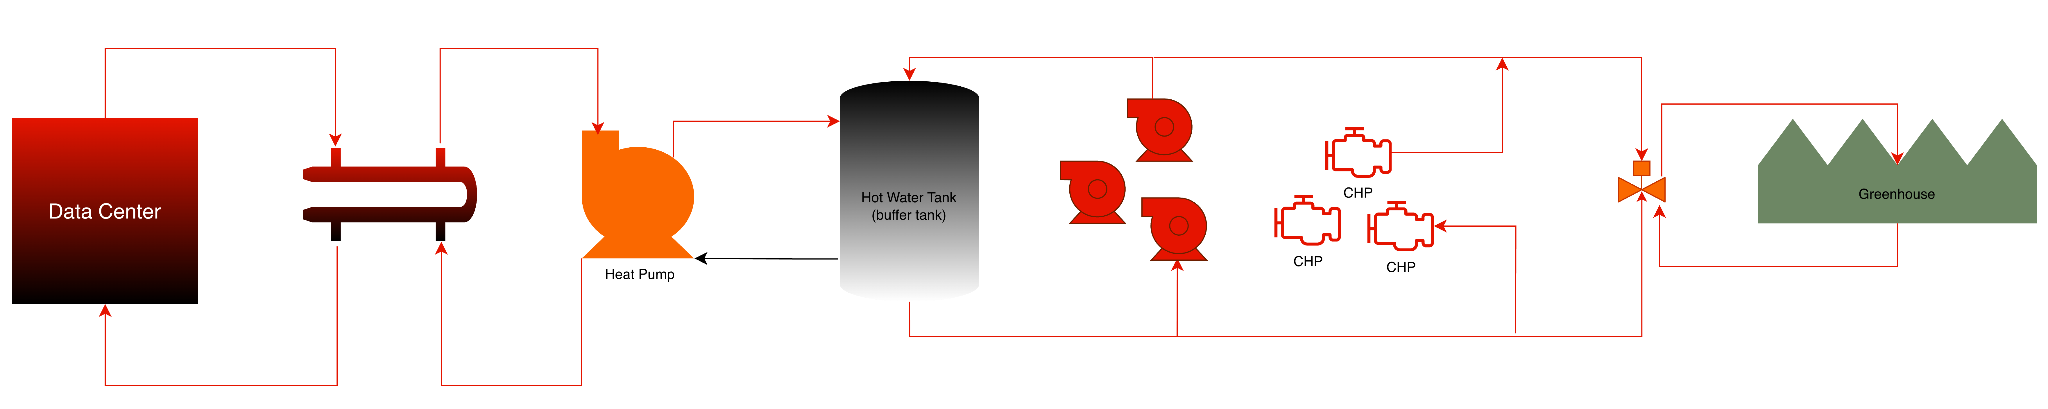 Data Center
Heat Pump
Hot Water Tank
(buffer tank)
CHP
CHP
CHP
Greenhouse